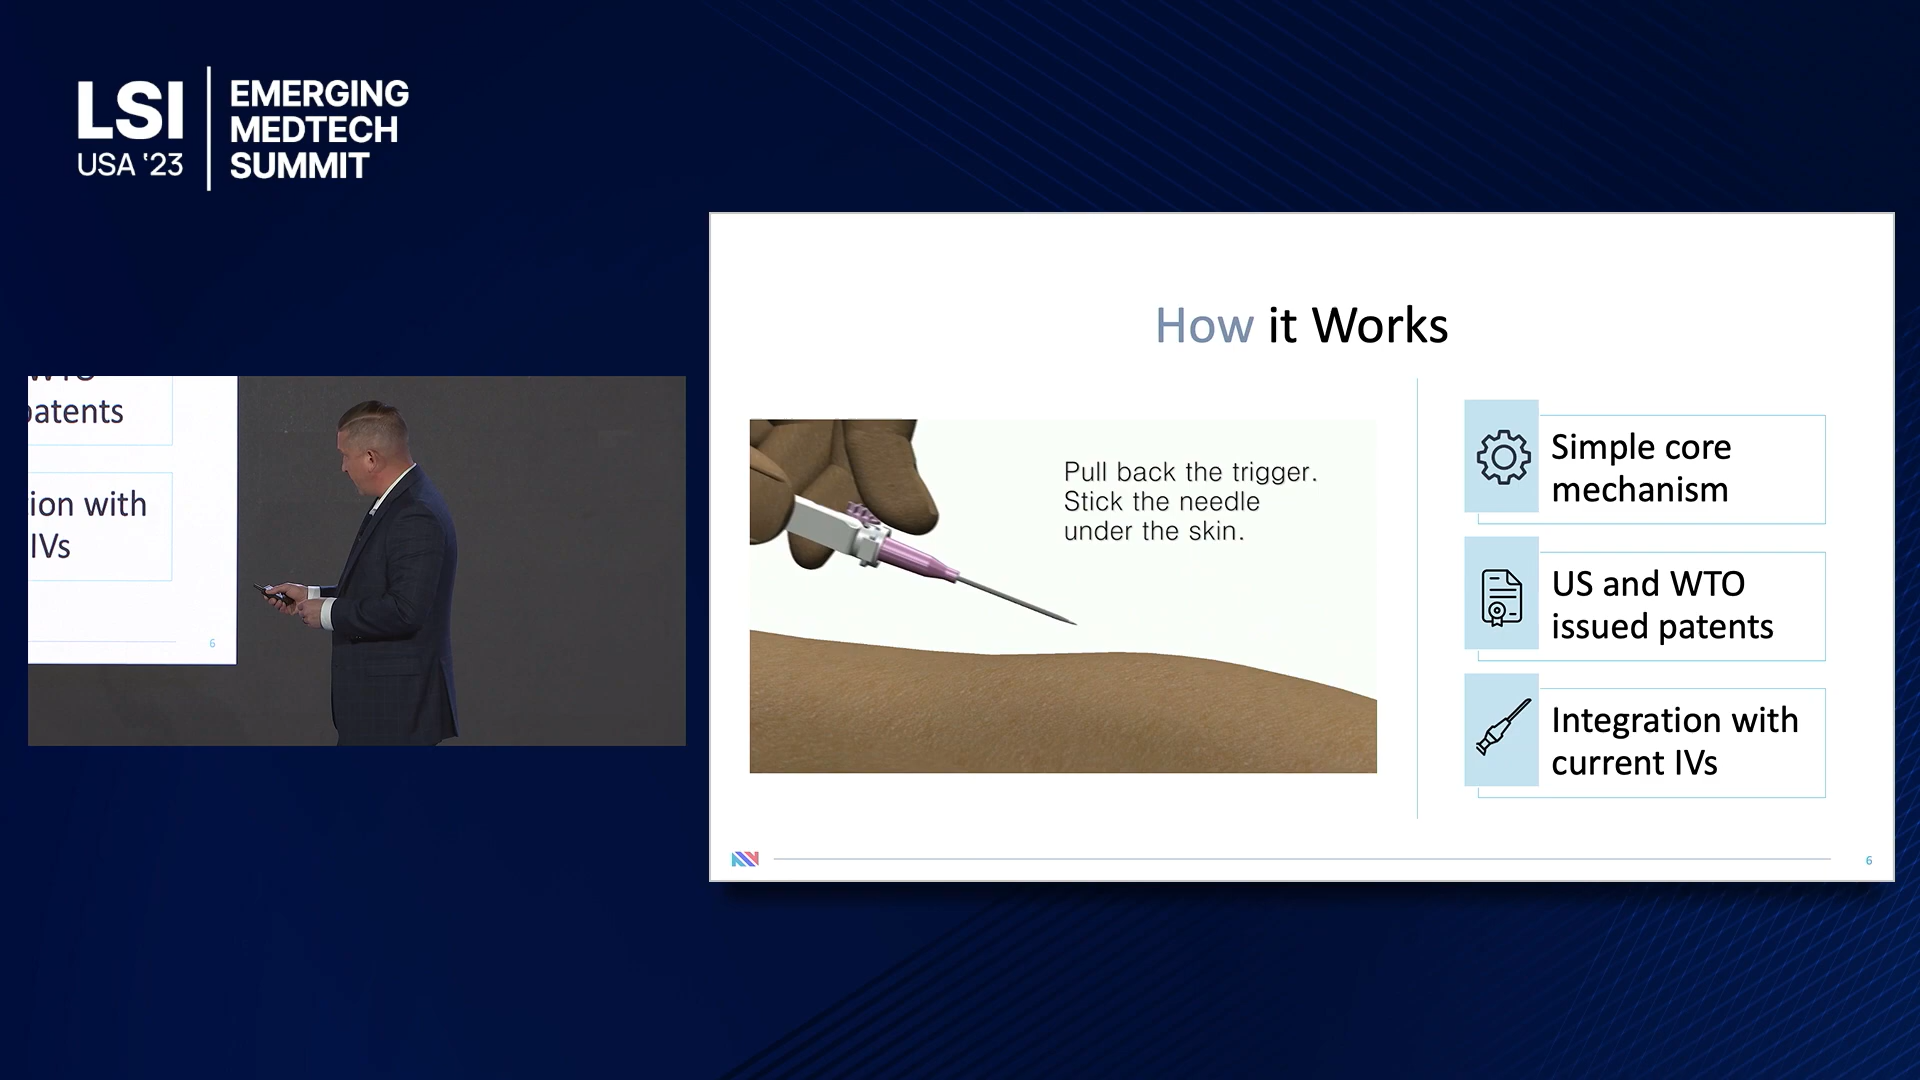 LSI
USA '23
EMERGING
MEDTECH
SUMMIT
patents
ion with
IVs
6
How it Works
Pull back the trigger.
Stick the needle
under the skin.
Simple core
mechanism
US and WTO
issued patents
Integration with
current IVs
6